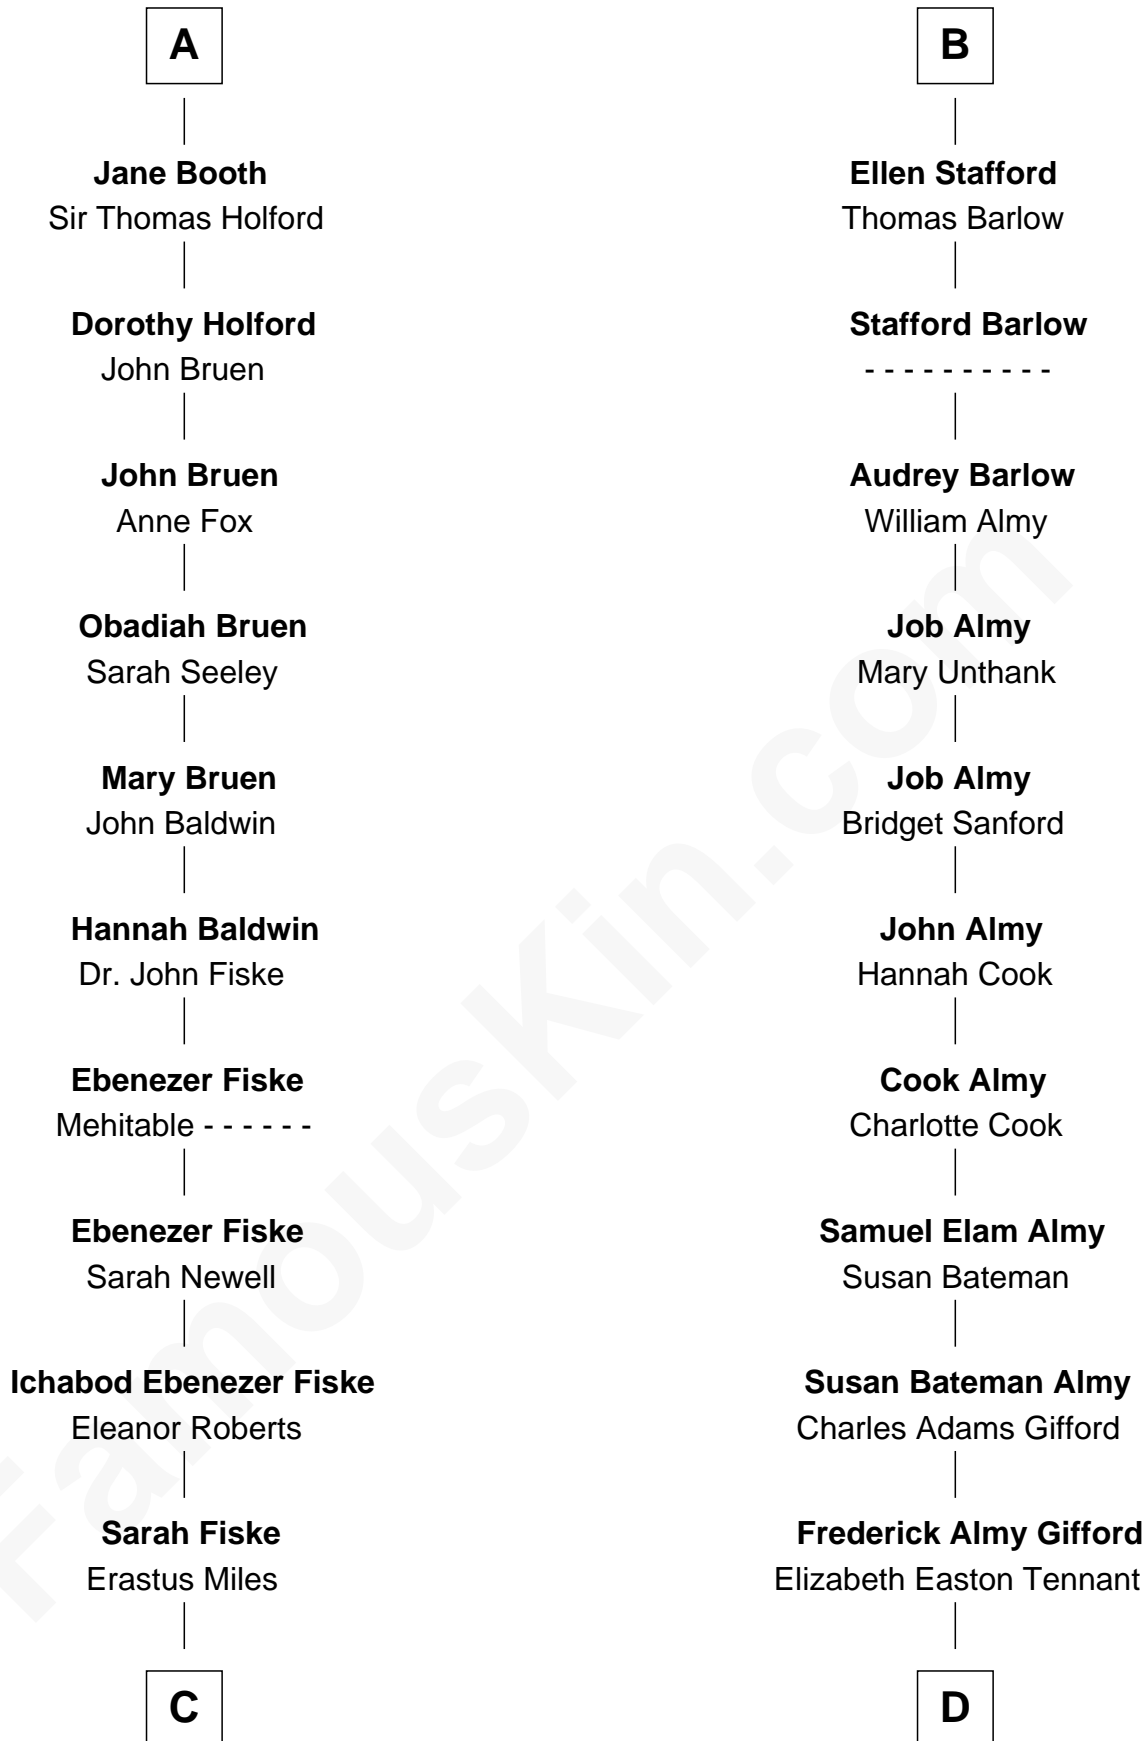 A
Jane Booth
Sir Thomas Holford
Dorothy Holford
John Bruen
John Bruen
Anne Fox
Obadiah Bruen
Sarah Seeley
Mary Bruen
John Baldwin
Hannah Baldwin
Dr. John Fiske
Ebenezer Fiske
Mehitable - - - - - -
Ebenezer Fiske
Sarah Newell
Ichabod Ebenezer Fiske
Eleanor Roberts
Sarah Fiske
Erastus Miles
C
B
Ellen Stafford
Thomas Barlow
Stafford Barlow
- - - - - - - - - -
Audrey Barlow
William Almy
Job Almy
Mary Unthank
Job Almy
Bridget Sanford
John Almy
Hannah Cook
Cook Almy
Charlotte Cook
Samuel Elam Almy
Susan Bateman
Susan Bateman Almy
Charles Adams Gifford
Frederick Almy Gifford
Elizabeth Easton Tennant
D
FamousKin.com